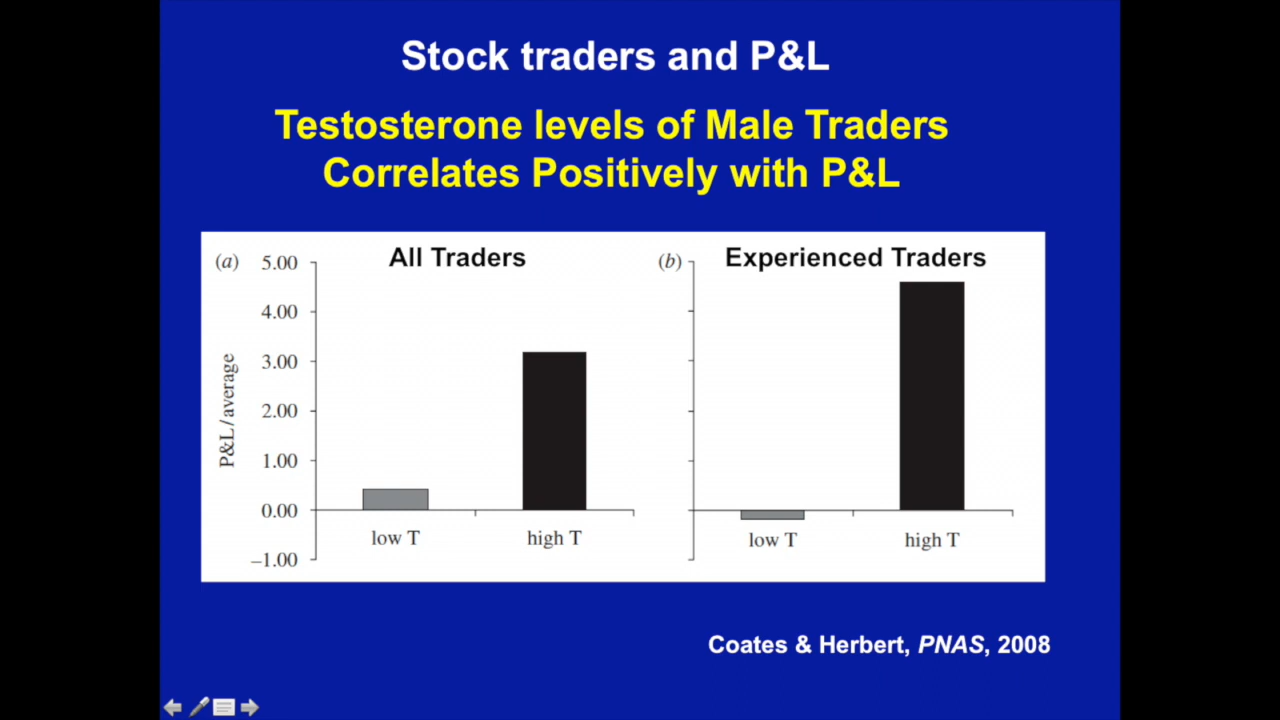 Stock traders and P&L
Testosterone levels of Male Traders
Correlates Positively with P&L
(a)
All Traders
P&L/average
5.00
4.00
3.00
2.00
1.00
0.00
–1.00
low T
high T
(b)
Experienced Traders
low T
high T
Coates & Herbert, PNAS, 2008